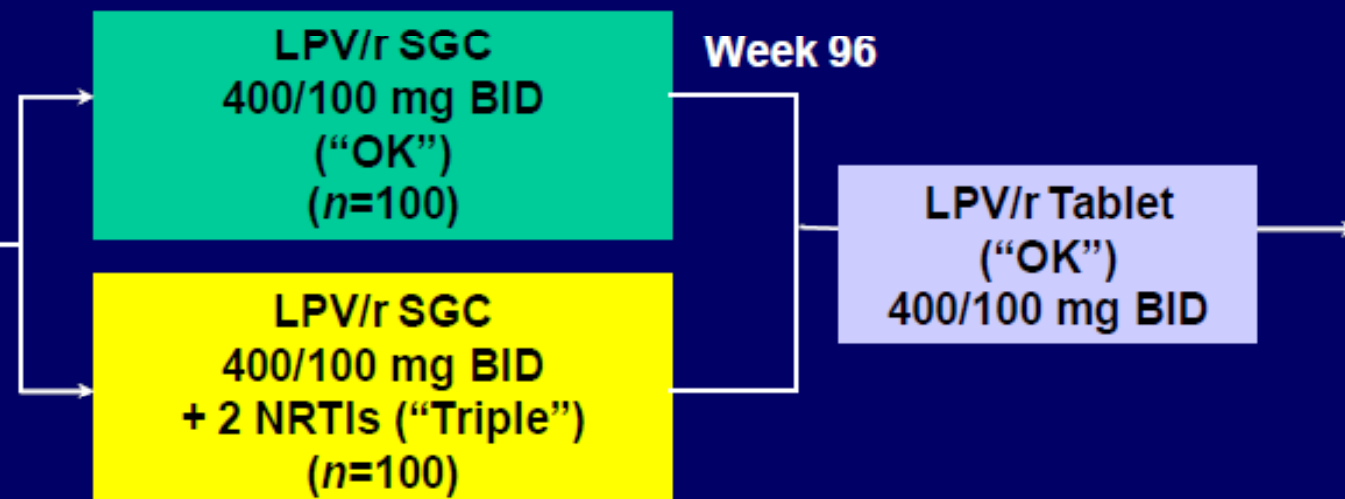 LPV/r SGC
400/100 mg BID
(“OK”)
(n=100)
Week 96
LPV/r SGC
400/100 mg BID
+ 2 NRTIs (“Triple”)
(n=100)
LPV/r Tablet
(“OK”)
400/100 mg BID